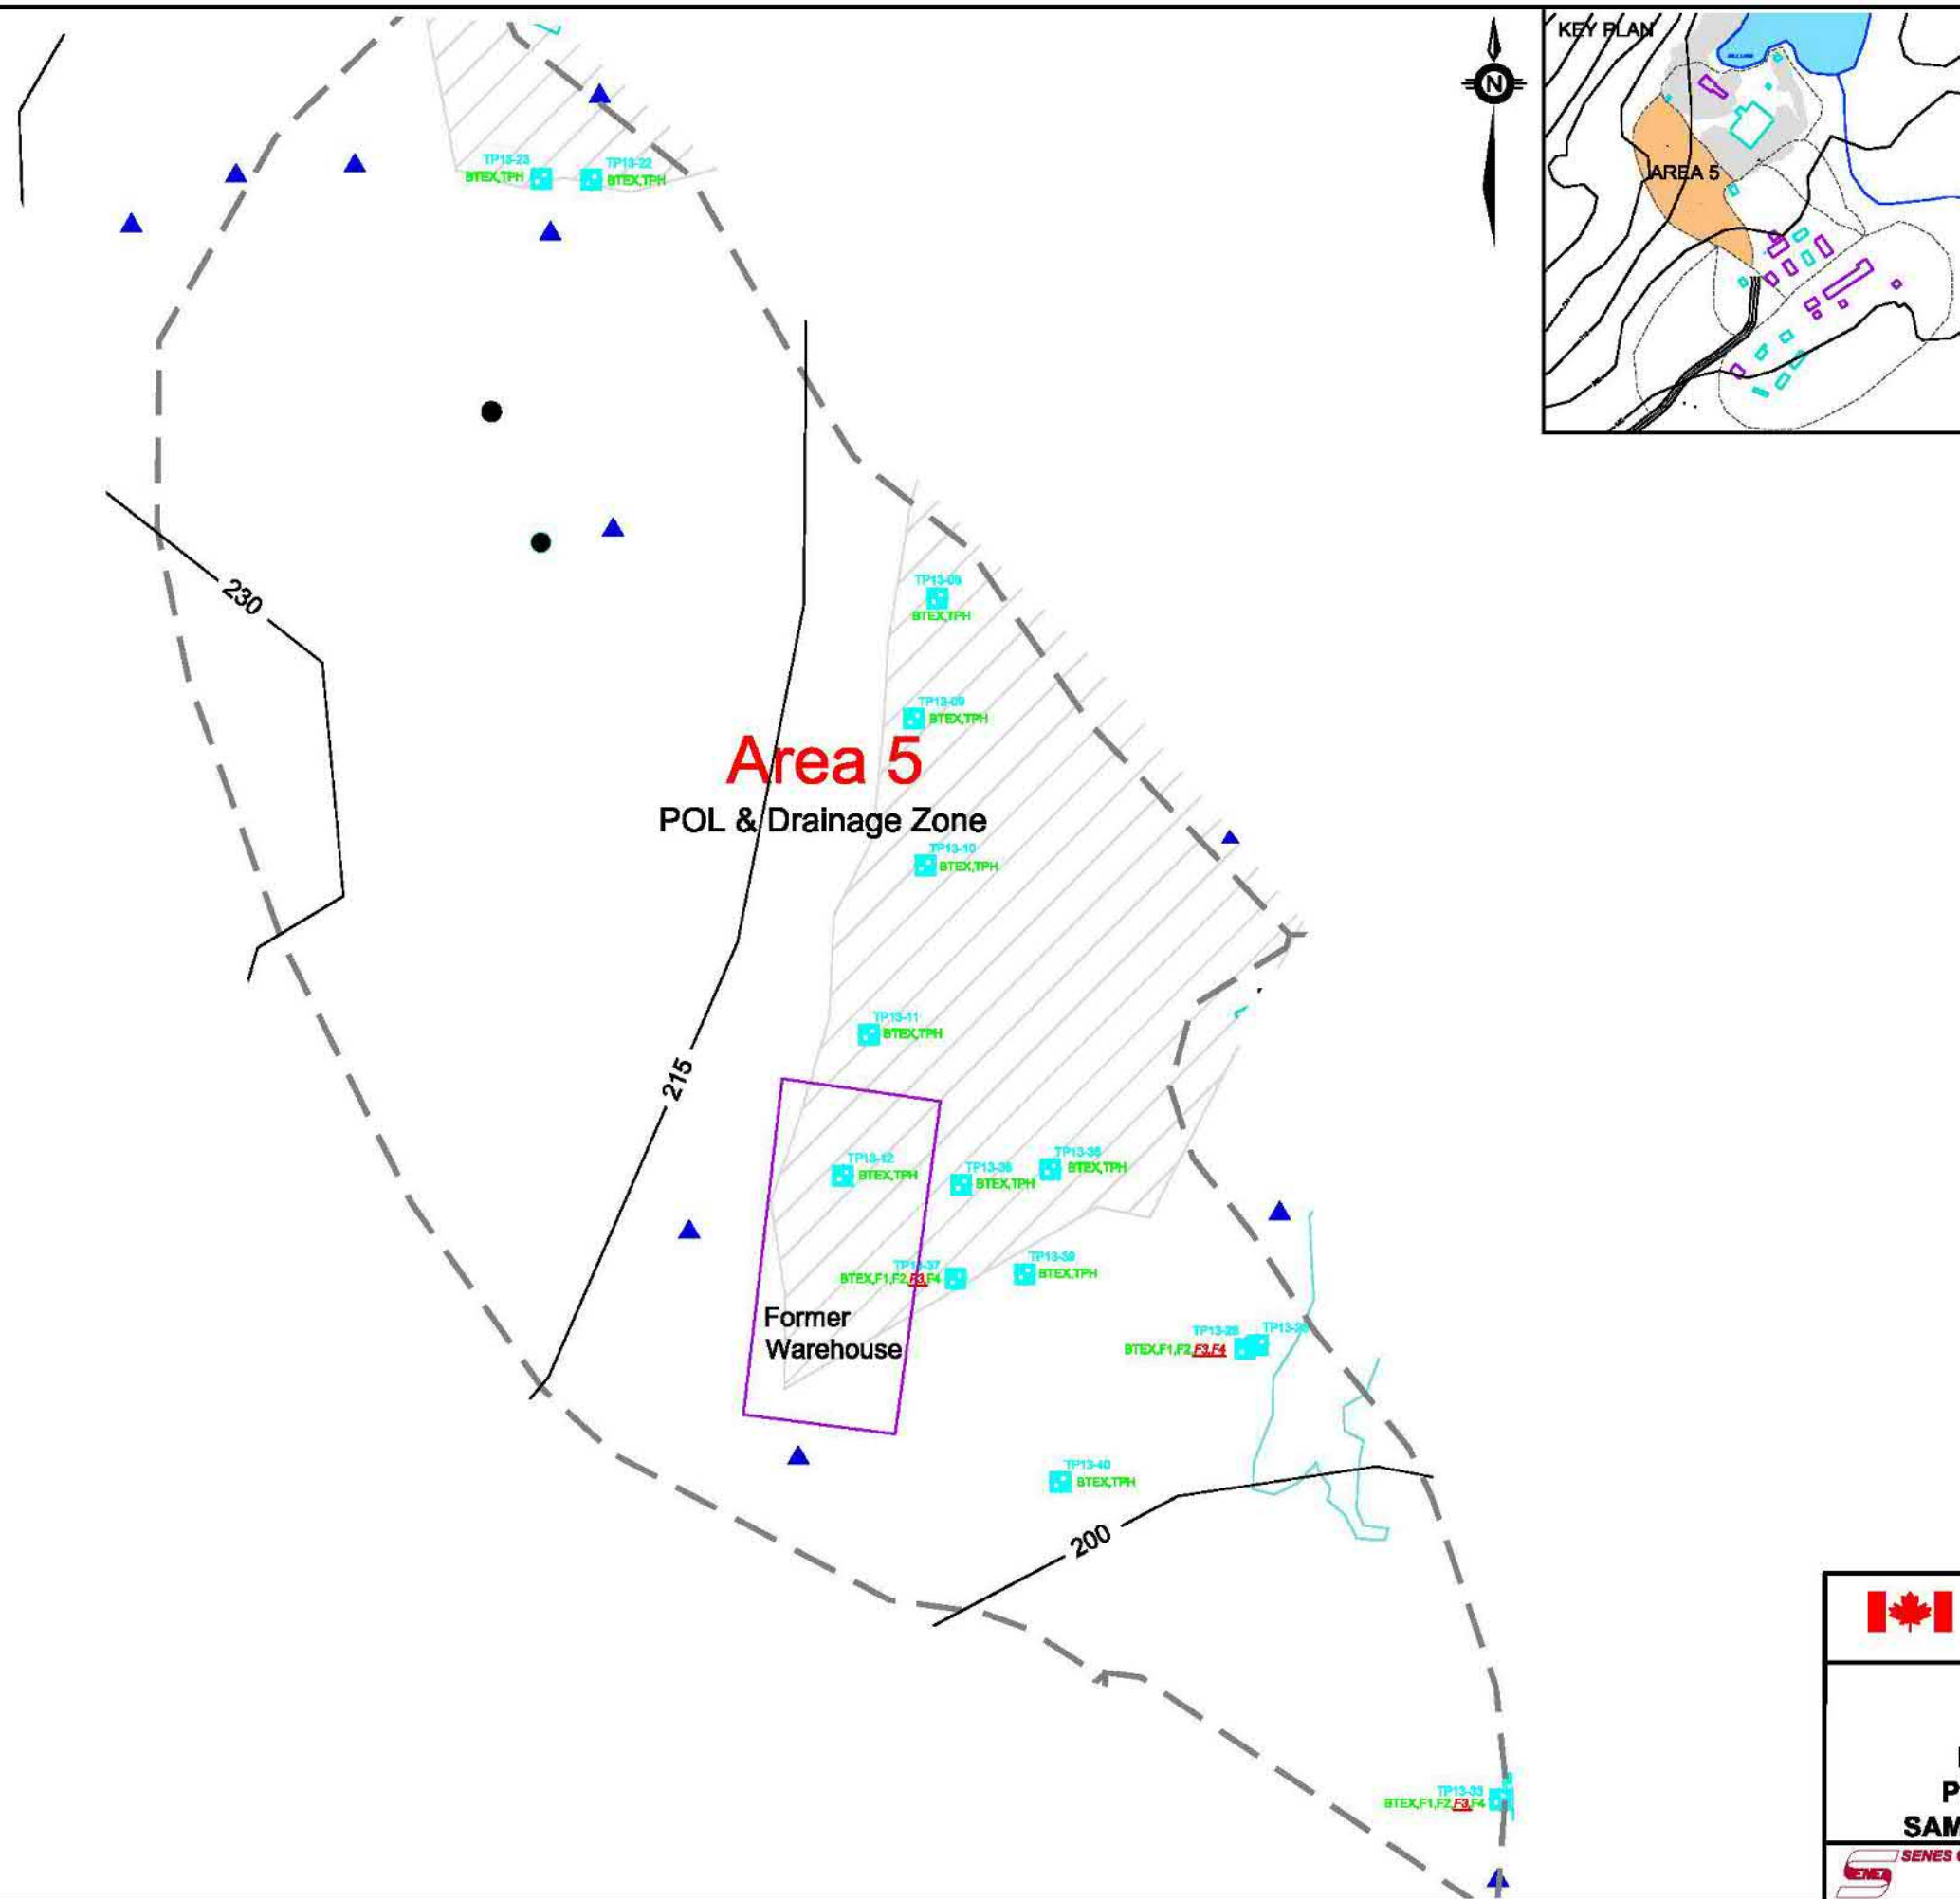 KEY PLAN
N
AREA 5
TP13-23
BTEX,TPH
TP13-22
BTEX,TPH
230
BTEX,TPH
TP13-09
BTEX,TPH
Area 5
POL & Drainage Zone
TP13-10
BTEX,TPH
TP13-11
BTEX,TPH
215
TP13-12
BTEX,TPH
BTEX,TPH
BTEX,TPH
BTEX,F1,F2,F3,F4
TP13-39
BTEX,TPH
Former
Warehouse
BTEX,F1,F2,F3,F4
TP13-40
BTEX,TPH
200
TP13-33
BTEX,F1,F2,F3,F4
P
SAM
SENES
SENES